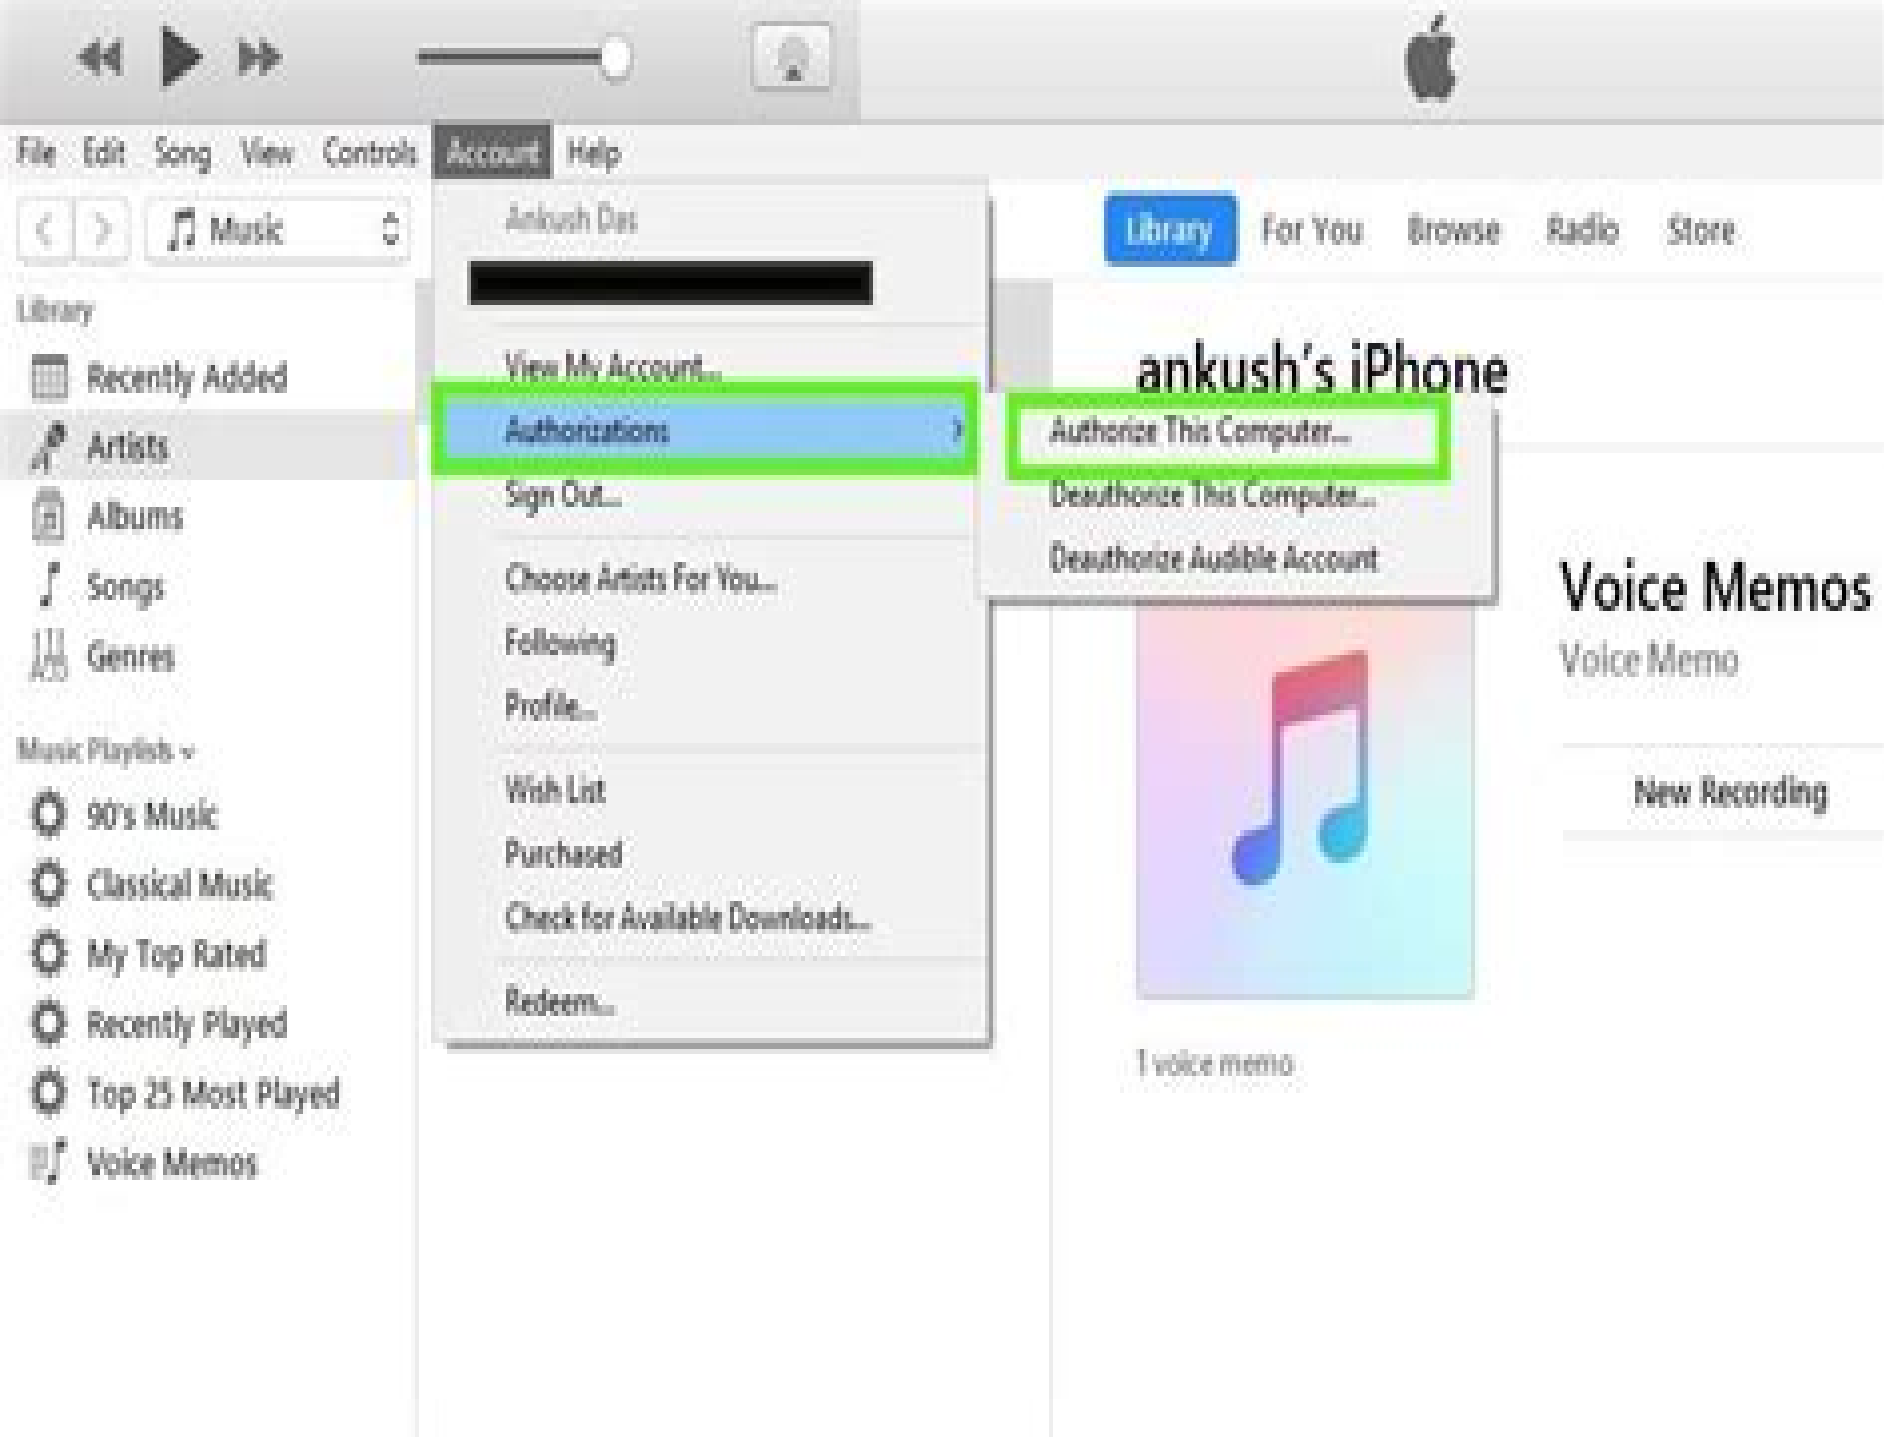 File Edit Song View Controls Account Help
Music
Library
Recently Added
Artists
Albums
Songs
Genres
Music Playlists
90's Music
Classical Music
My Top Rated
Recently Played
Top 25 Most Played
Voice Memos
Ankush Das
View My Account...
Authorizations
Sign Out...
Choose Artists For You...
Following
Profile...
Wish List
Purchased
Check for Available Downloads...
Redeem...
Authorize This Computer...
Deauthorize This Computer...
Deauthorize Audible Account
Library For You Browse Radio Store
ankush's iPhone
Voice Memos
Voice Memo
New Recording
1 voice memo